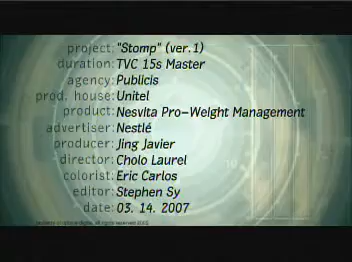 project: "Stomp" (ver.1)
duration: TVC 15s Master
agency: Publicis
prod. house: Unitel
product: Nesvita Pro-Weight Management
advertiser: Nestlé
producer: Jing Javier
director: Cholo Laurel
colorist: Eric Carlos
editor: Stephen Sy
date: 03. 14. 2007